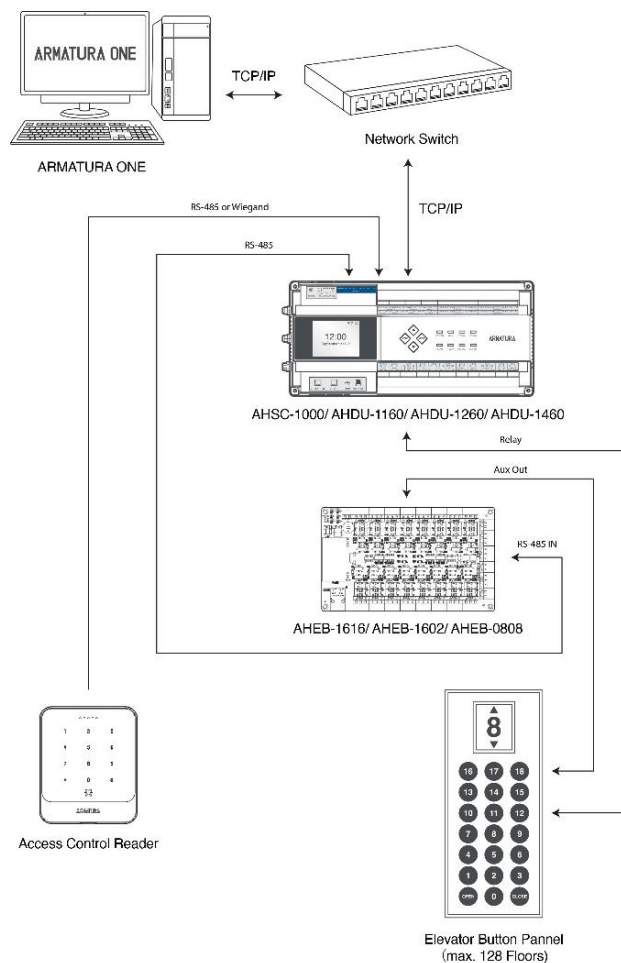 ARMATURA ONE
TCP/IP
Network Switch
ARMATURA ONE
RS-485 or Wiegand
TCP/IP
RS-485
12:00
ARMATURA
AHSC-1000/ AHDU-1160/ AHDU-1260/ AHDU-1460
Relay
Aux Out
RS-485 IN
AHEB-1616/ AHEB-1602/ AHEB-0808
8
16 17 18
13 14 15
10 11 12
7 8 9
4 5 6
1 2 3
OPEN 0 CLOSE
1 2 3
4 5 6
7 8 9
0
ARMATURA
Access Control Reader
Elevator Button Pannel
(max. 128 Floors)